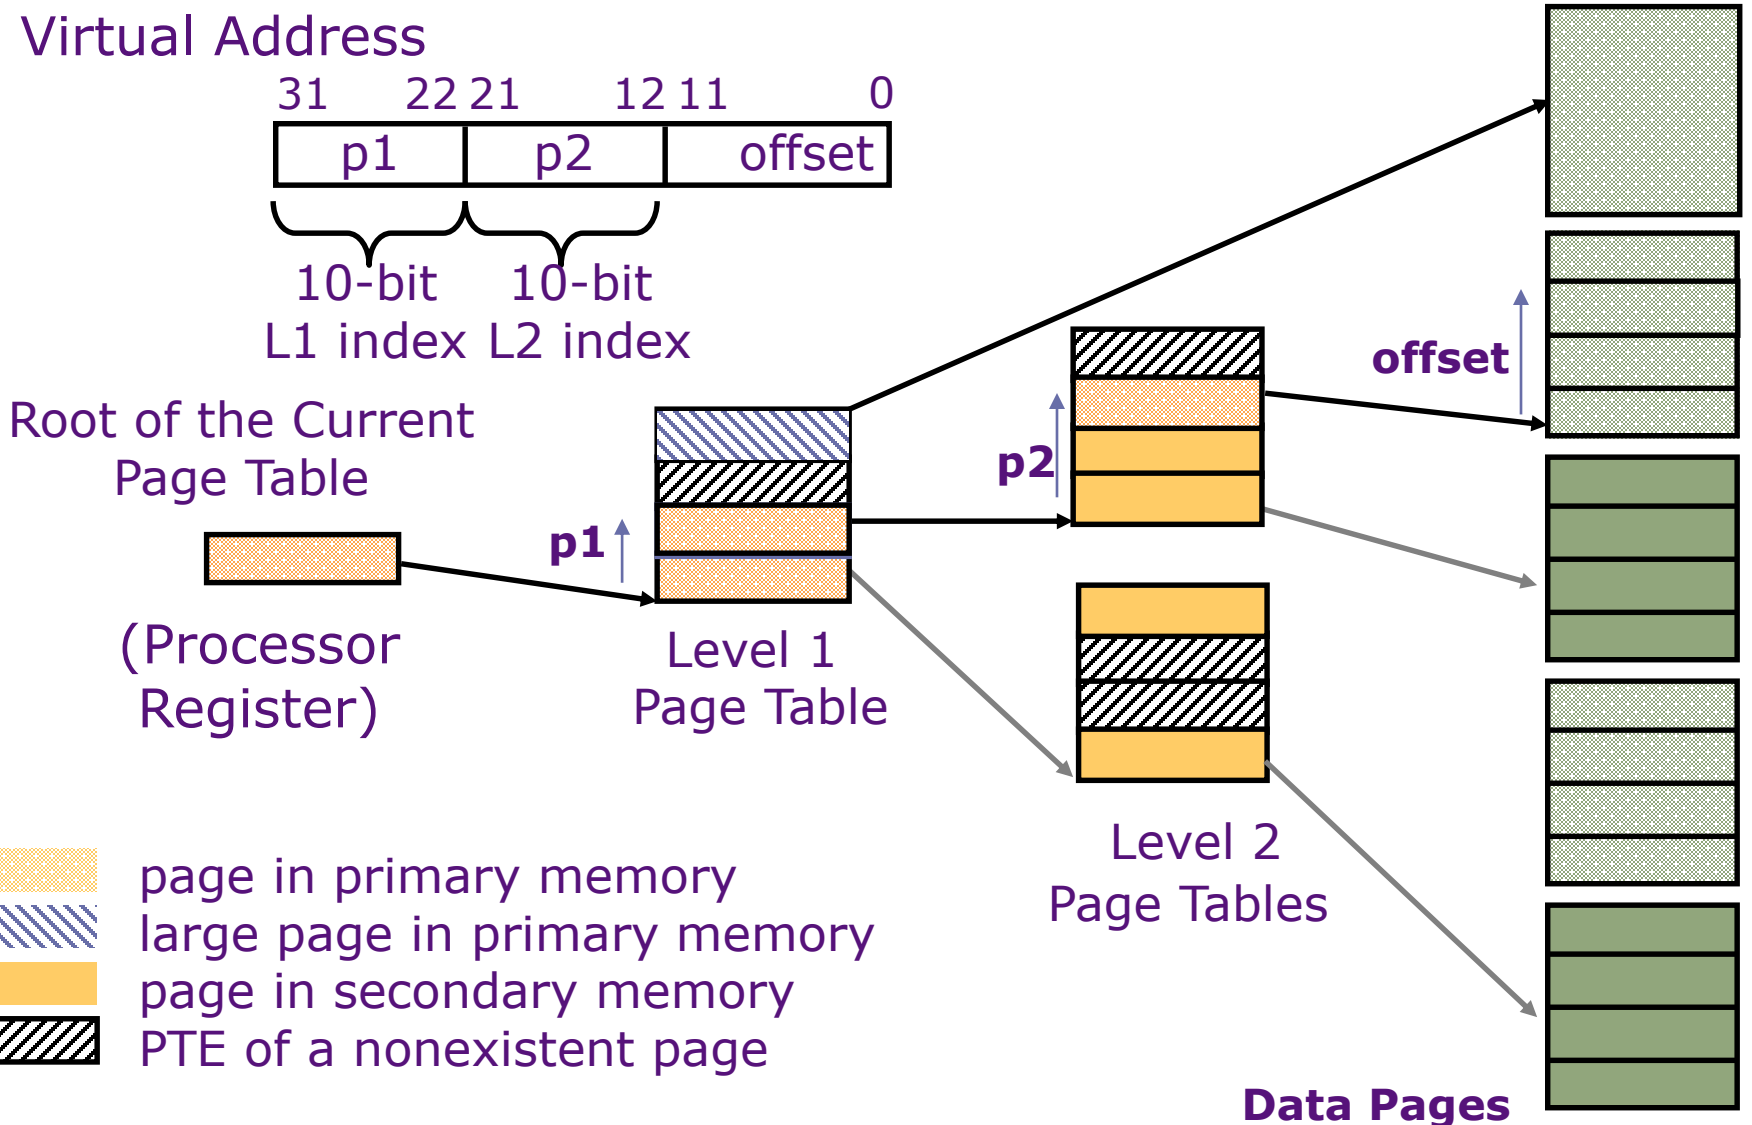 Virtual Address
31 22 21 12 11 0
p1 p2 offset
10-bit 10-bit
L1 index L2 index
Root of the Current
Page Table
(Processor
Register)
p1
Level 1
Page Table
p2
Level 2
Page Tables
offset
page in primary memory
large page in primary memory
page in secondary memory
PTE of a nonexistent page
Data Pages